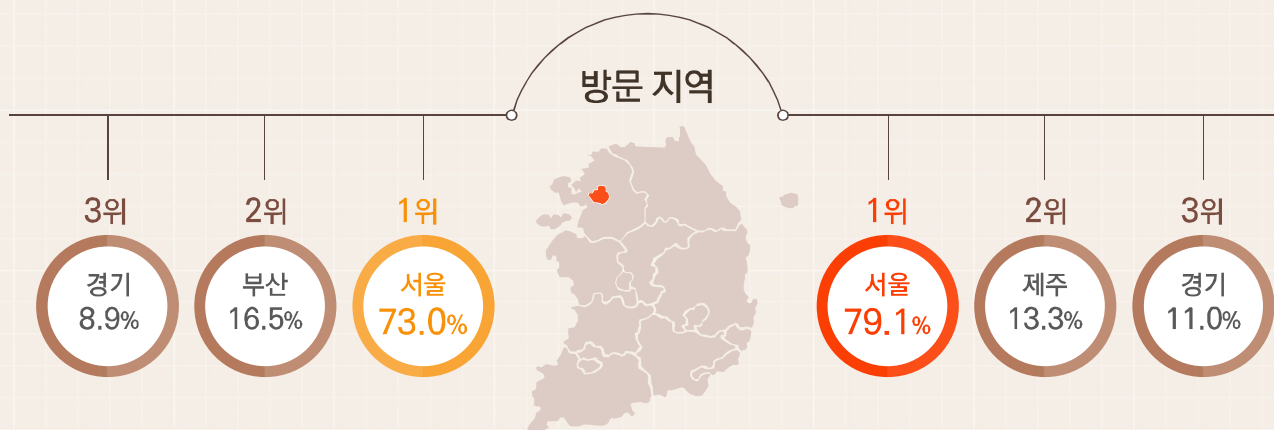 방문 지역
3위
경기
8.9%
2위
부산
16.5%
1위
서울
73.0%
1위
서울
79.1%
2위
제주
13.3%
3위
경기
11.0%